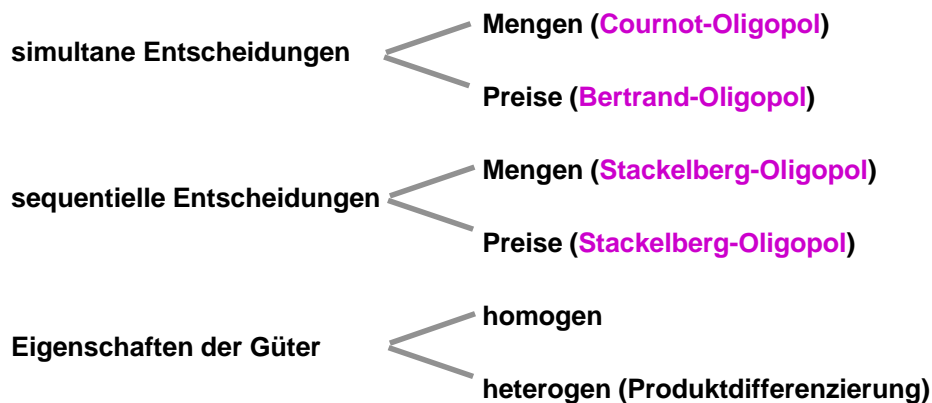 Mengen (Cournot-Oligopol)
simultane Entscheidungen
Preise (Bertrand-Oligopol)
Mengen (Stackelberg-Oligopol)
sequentielle Entscheidungen
Preise (Stackelberg-Oligopol)
homogen
Eigenschaften der Güter
heterogen (Produktdifferenzierung)